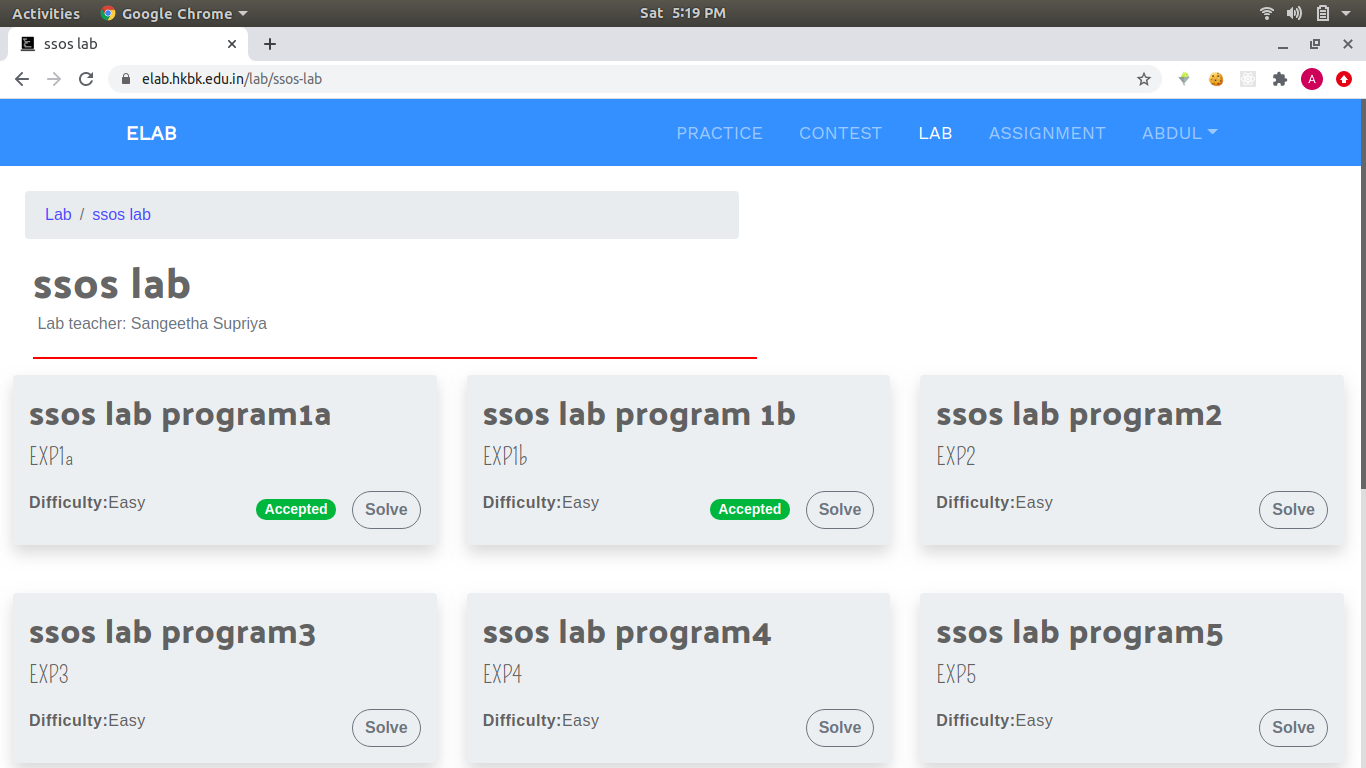 Activities Google Chrome Sat 5:19 PM
ssos lab
elab.hkbk.edu.in/lab/ssos-lab A
ELAB PRACTICE CONTEST LAB ASSIGNMENT ABDUL
Lab / ssos lab
ssos lab
Lab teacher: Sangeetha Supriya
ssos lab program1a
EXP1a
Difficulty:Easy Accepted Solve
ssos lab program 1b
EXP1b
Difficulty:Easy Accepted Solve
ssos lab program2
EXP2
Difficulty:Easy Solve
ssos lab program3
EXP3
Difficulty:Easy Solve
ssos lab program4
EXP4
Difficulty:Easy Solve
ssos lab program5
EXP5
Difficulty:Easy Solve